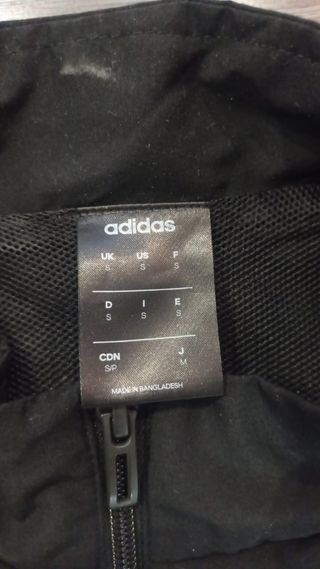 adidas
UK US F
S S S
D I E
S S S
CDN J
S/P M
MADE IN BANGLADESH